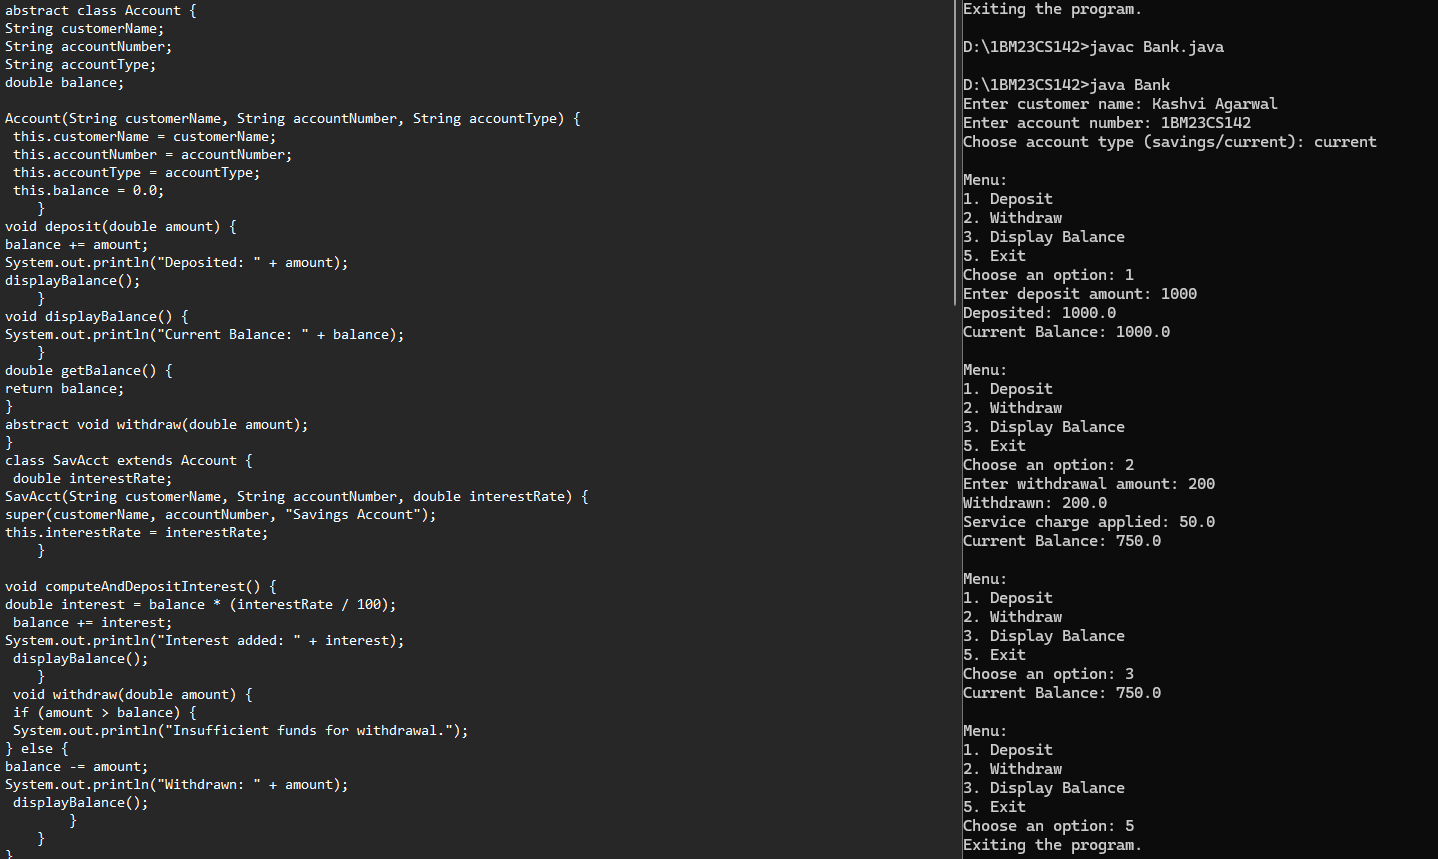 abstract class Account {
String customerName;
String accountNumber;
String accountType;
double balance;
Account(String customerName, String accountNumber, String accountType) {
this.customerName = customerName;
this.accountNumber = accountNumber;
this.accountType = accountType;
this.balance = 0.0;
}
void deposit(double amount) {
balance += amount;
System.out.println("Deposited: " + amount);
displayBalance();
}
void displayBalance() {
System.out.println("Current Balance: " + balance);
}
double getBalance() {
return balance;
}
abstract void withdraw(double amount);
}
class SavAcct extends Account {
double interestRate;
SavAcct(String customerName, String accountNumber, double interestRate) {
super(customerName, accountNumber, "Savings Account");
this.interestRate = interestRate;
}
void computeAndDepositInterest() {
double interest = balance * (interestRate / 100);
balance += interest;
System.out.println("Interest added: " + interest);
displayBalance();
}
void withdraw(double amount) {
if (amount > balance) {
System.out.println("Insufficient funds for withdrawal.");
} else {
balance -= amount;
System.out.println("Withdrawn: " + amount);
displayBalance();
}
}
}
Exiting the program.
D:\1BM23CS142>javac Bank.java
D:\1BM23CS142>java Bank
Enter customer name: Kashvi Agarwal
Enter account number: 1BM23CS142
Choose account type (savings/current): current
Menu:
1. Deposit
2. Withdraw
3. Display Balance
5. Exit
Choose an option: 1
Enter deposit amount: 1000
Deposited: 1000.0
Current Balance: 1000.0
Menu:
1. Deposit
2. Withdraw
3. Display Balance
5. Exit
Choose an option: 2
Enter withdrawal amount: 200
Withdrawn: 200.0
Service charge applied: 50.0
Current Balance: 750.0
Menu:
1. Deposit
2. Withdraw
3. Display Balance
5. Exit
Choose an option: 3
Current Balance: 750.0
Menu:
1. Deposit
2. Withdraw
3. Display Balance
5. Exit
Choose an option: 5
Exiting the program.